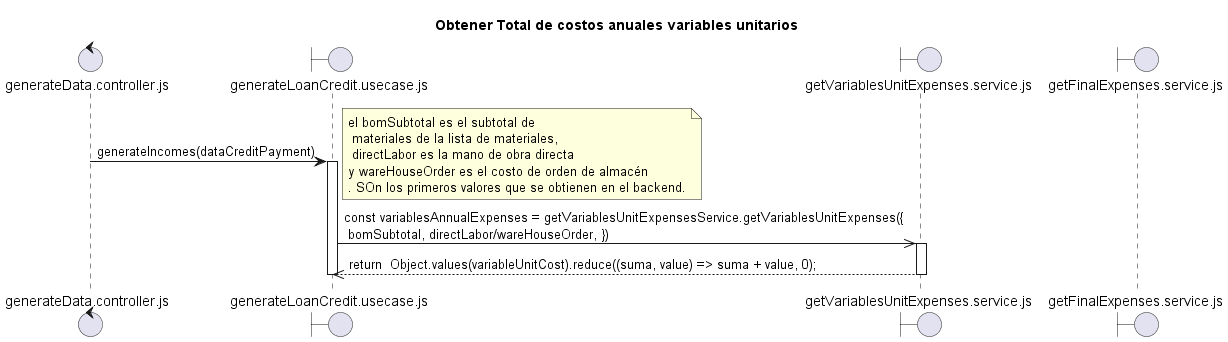 Obtener Total de costos anuales variables unitarios
generateData.controller.js
generateLoanCredit.usecase.js
getVariablesUnitExpenses.service.js
getFinalExpenses.service.js
el bomSubtotal es el subtotal de
materiales de la lista de materiales,
directLabor es la mano de obra directa
y wareHouseOrder es el costo de orden de almacén
. SOn los primeros valores que se obtienen en el backend.
generateIncomes(dataCreditPayment)
const variablesAnnualExpenses = getVariablesUnitExpensesService.getVariablesUnitExpenses({
bomSubtotal, directLabor/wareHouseOrder, })
return  Object.values(variableUnitCost).reduce((suma, value) => suma + value, 0);
generateData.controller.js
generateLoanCredit.usecase.js
getVariablesUnitExpenses.service.js
getFinalExpenses.service.js